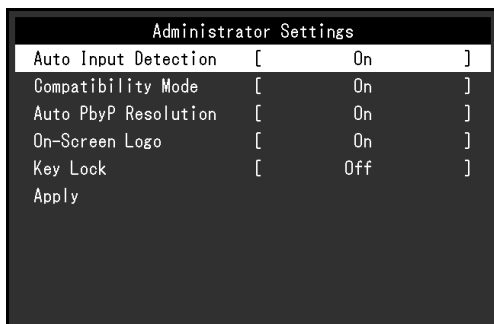 Administrator Settings
Auto Input Detection [ On ]
Compatibility Mode [ On ]
Auto PbyP Resolution [ On ]
On-Screen Logo [ On ]
Key Lock [ Off ]
Apply